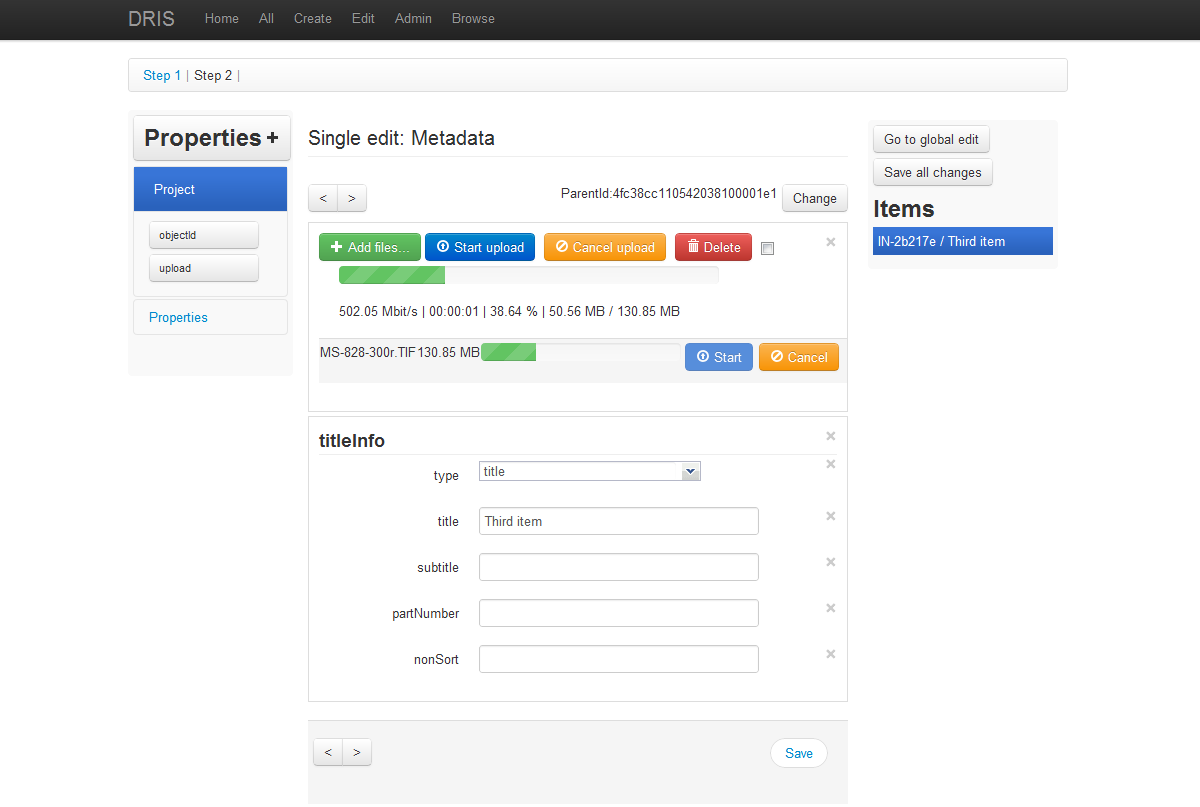 DRIS Home All Create Edit Admin Browse
Step 1 | Step 2 |
Properties +
Project
objectId
upload
Properties
Single edit: Metadata
< > ParentId:4fc38cc110542038100001e1 Change
Add files... Start upload Cancel upload Delete
502.05 Mbit/s | 00:00:01 | 38.64 % | 50.56 MB / 130.85 MB
MS-828-300r.TIF 130.85 MB Start Cancel
titleInfo
type title
title Third item
subtitle
partNumber
nonSort
< > Save
Go to global edit
Save all changes
Items
IN-2b217e / Third item